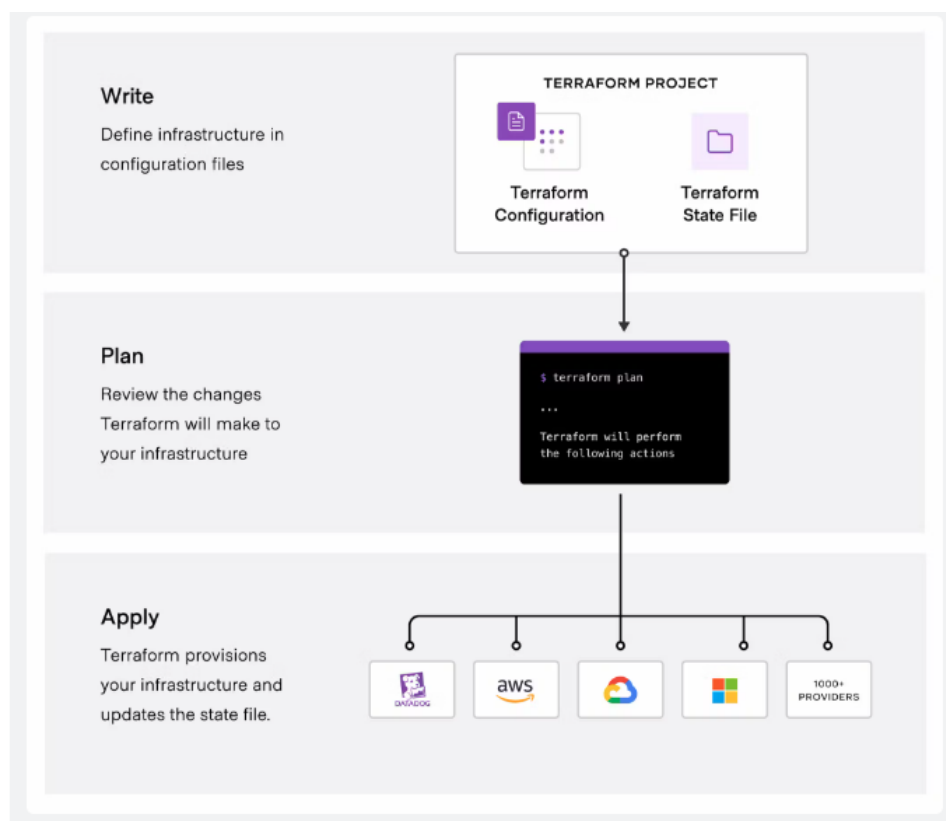 Write
Define infrastructure in
configuration files
TERRAFORM PROJECT
Terraform
Configuration
Terraform
State File
Plan
Review the changes
Terraform will make to
your infrastructure
$ terraform plan
...
Terraform will perform
the following actions
Apply
Terraform provisions
your infrastructure and
updates the state file.
DATADOG
aws
1000+
PROVIDERS